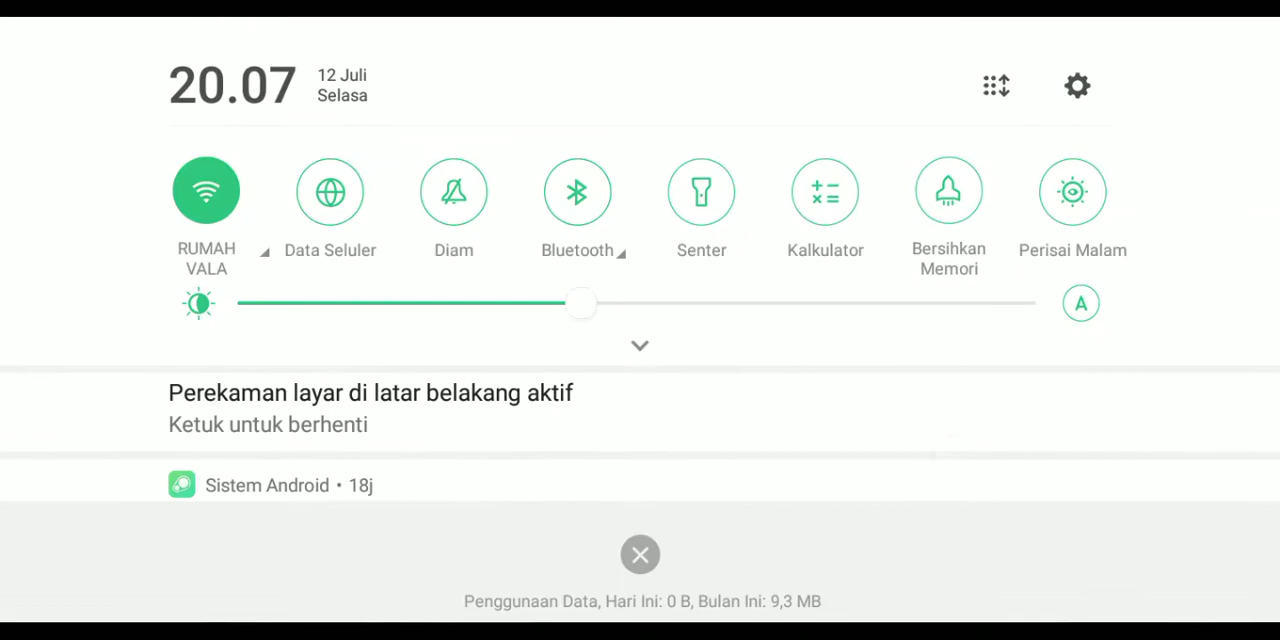 20.07
12 Juli
Selasa
RUMAH
VALA
Data Seluler
Diam
Bluetooth
Senter
Kalkulator
Bersihkan
Memori
Perisai Malam
A
Perekaman layar di latar belakang aktif
Ketuk untuk berhenti
Sistem Android • 18j
Penggunaan Data, Hari Ini: 0 B, Bulan Ini: 9,3 MB